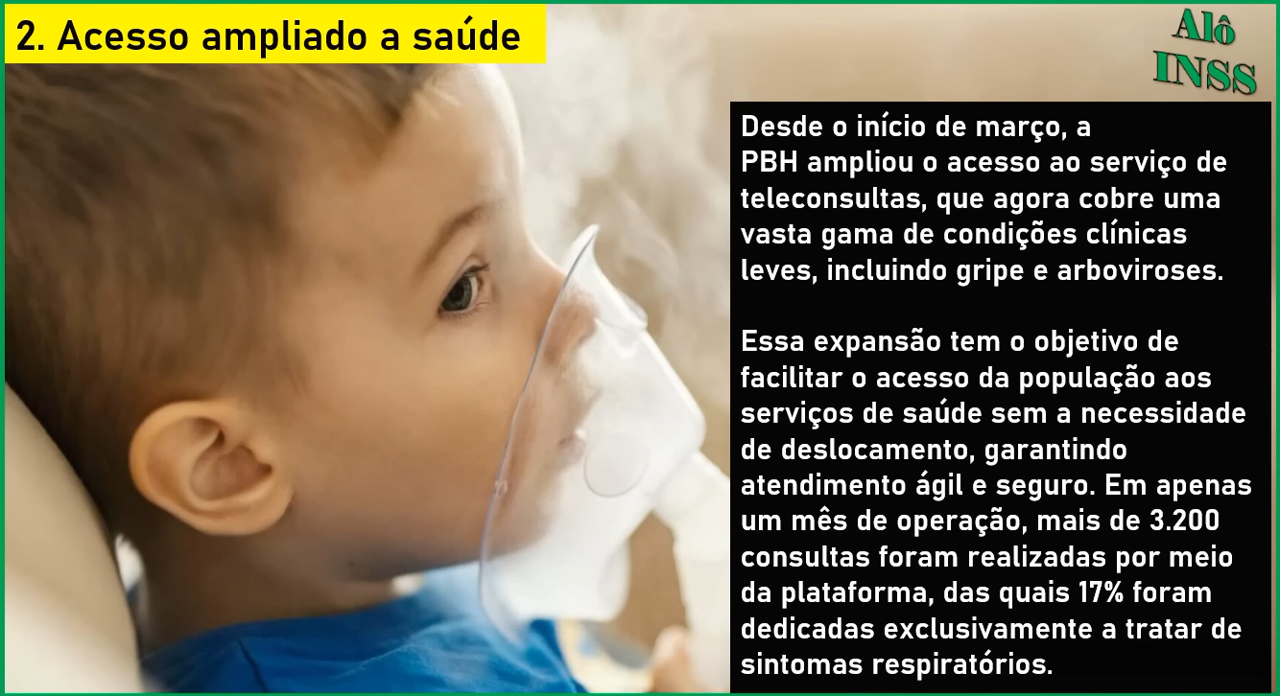 2. Acesso ampliado a saúde
Alô
INSS
Desde o início de março, a
PBH ampliou o acesso ao serviço de
teleconsultas, que agora cobre uma
vasta gama de condições clínicas
leves, incluindo gripe e arboviroses.
Essa expansão tem o objetivo de
facilitar o acesso da população aos
serviços de saúde sem a necessidade
de deslocamento, garantindo
atendimento ágil e seguro. Em apenas
um mês de operação, mais de 3.200
consultas foram realizadas por meio
da plataforma, das quais 17% foram
dedicadas exclusivamente a tratar de
sintomas respiratórios.